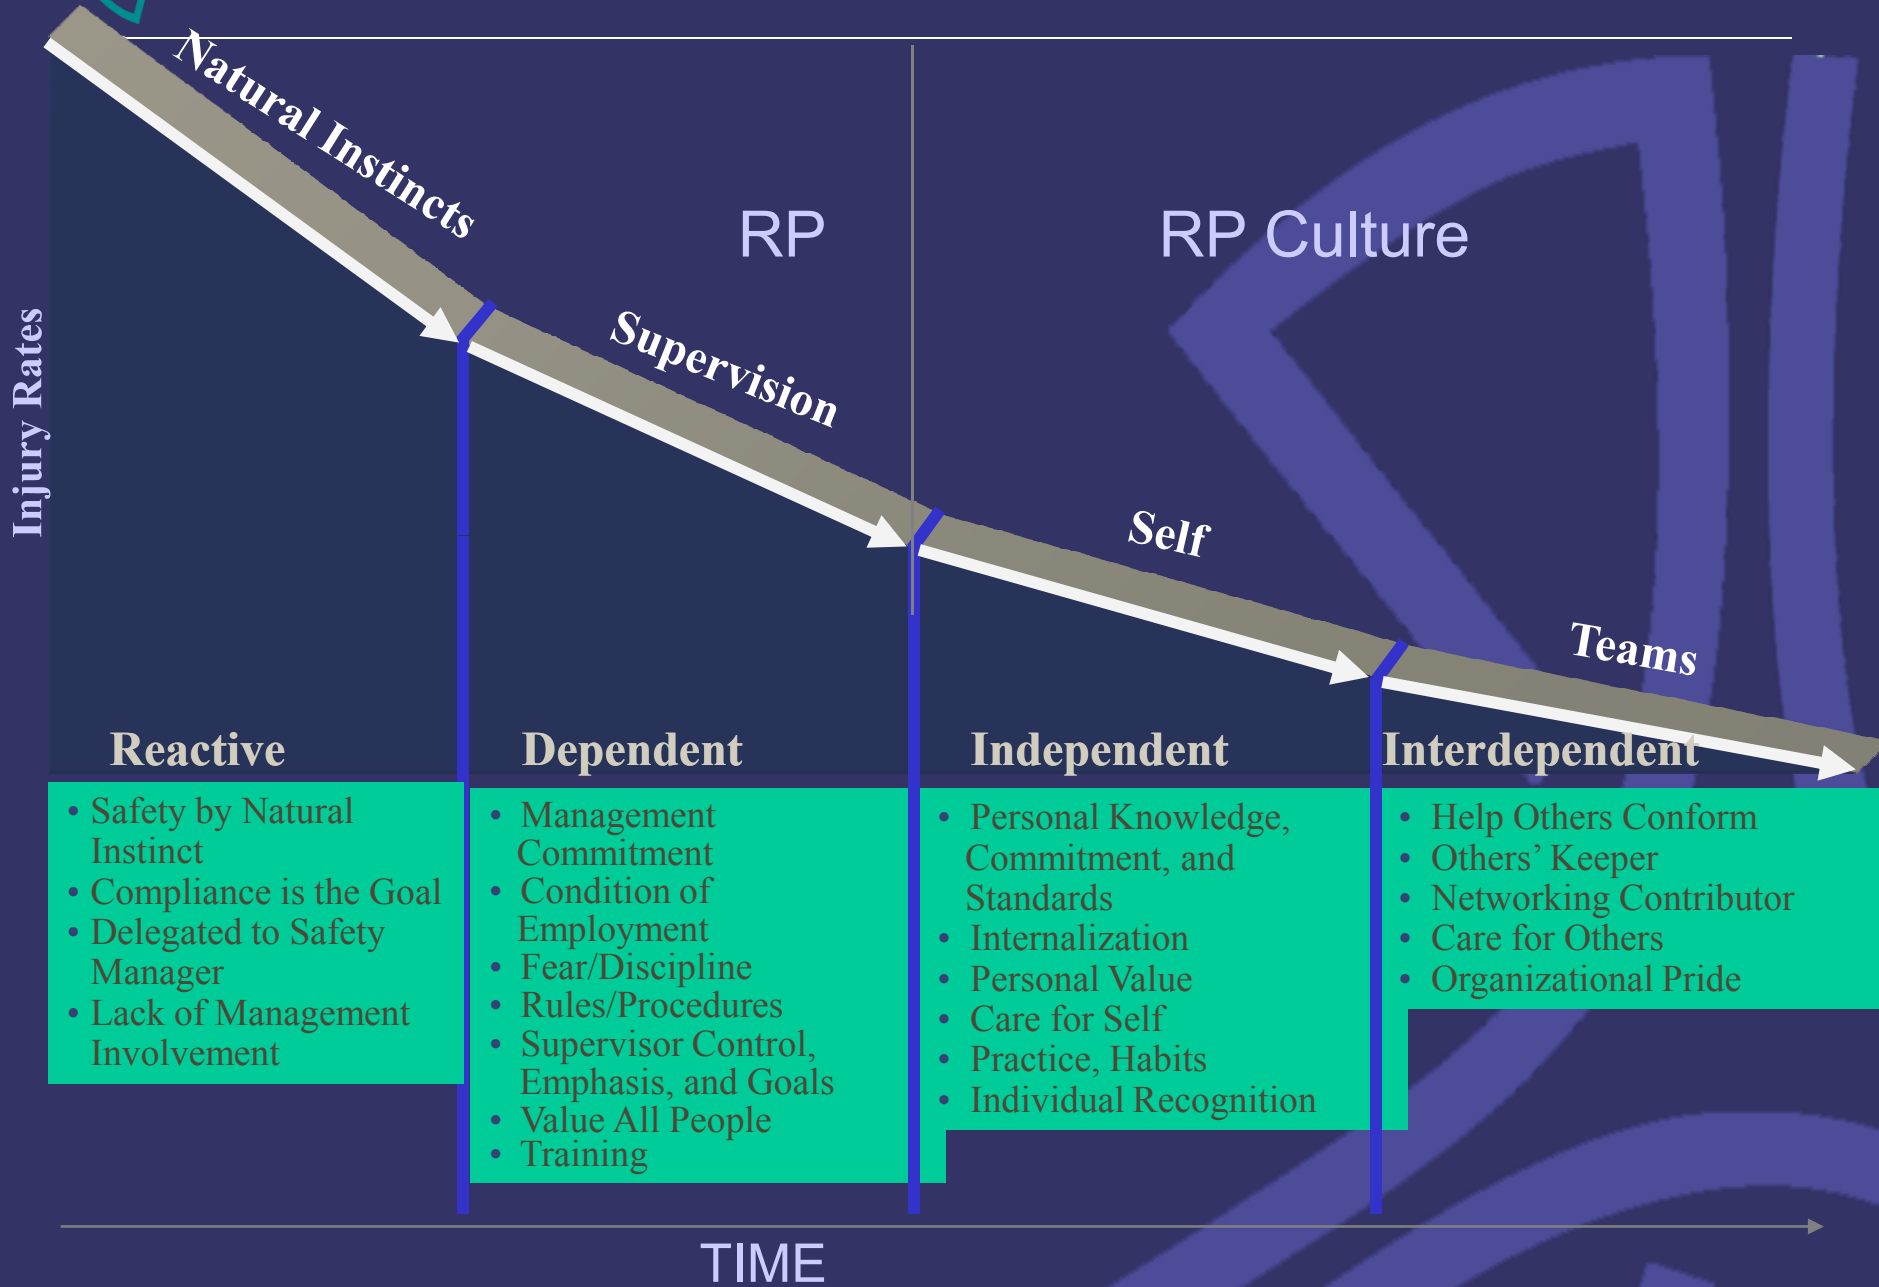 Natural Instincts
RP
RP Culture
Supervision
Injury Rates
Self
Teams
Reactive
Dependent
Independent
Interdependent
• Safety by Natural
Instinct
• Compliance is the Goal
• Delegated to Safety
Manager
• Lack of Management
Involvement
• Management
Commitment
• Condition of
Employment
• Fear/Discipline
• Rules/Procedures
• Supervisor Control,
Emphasis, and Goals
• Value All People
• Training
• Personal Knowledge,
Commitment, and
Standards
• Internalization
• Personal Value
• Care for Self
• Practice, Habits
• Individual Recognition
• Help Others Conform
• Others’ Keeper
• Networking Contributor
• Care for Others
• Organizational Pride
TIME